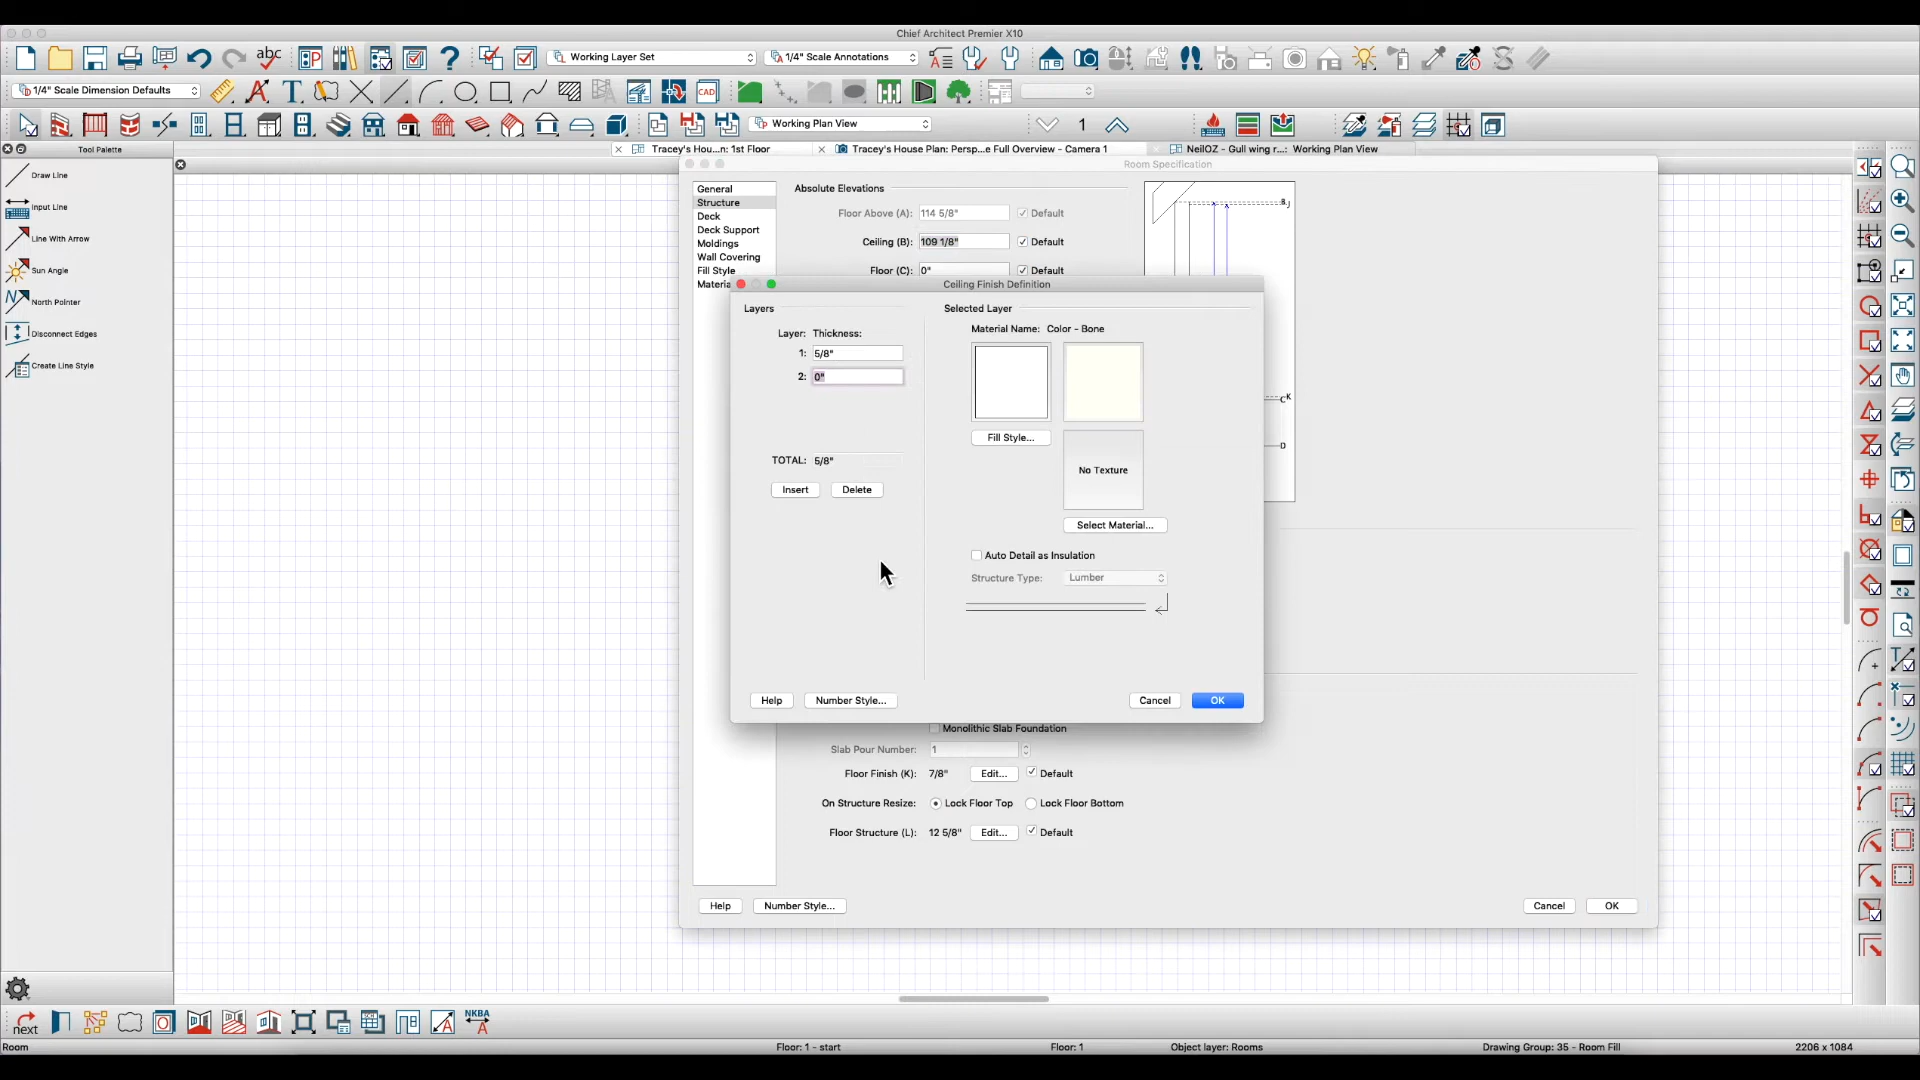 Chief Architect Premier X10
abc
Working Layer Set
1/4" Scale Annotations
1/4" Scale Dimension Defaults
CAD
Working Plan View
1
Tool Palette
Tracey's Hou...n: 1st Floor
Tracey's House Plan: Persp...e Full Overview - Camera 1
NeilOZ - Gull wing r...: Working Plan View
Room Specification
Draw Line
Input Line
Line With Arrow
Sun Angle
North Pointer
Disconnect Edges
Create Line Style
General
Structure
Deck
Deck Support
Moldings
Wall Covering
Fill Style
Materia
Absolute Elevations
Floor Above (A): 114 5/8" Default
Ceiling (B): 109 1/8" Default
Floor (C): 0" Default
B J
K
C
D
Ceiling Finish Definition
Layers
Layer: Thickness:
1: 5/8"
2: 0"
TOTAL: 5/8"
Insert Delete
Selected Layer
Material Name: Color - Bone
Fill Style...
No Texture
Select Material...
Auto Detail as Insulation
Structure Type: Lumber
Help Number Style... Cancel OK
Monolithic Slab Foundation
Slab Pour Number: 1
Floor Finish (K): 7/8" Edit... Default
On Structure Resize: Lock Floor Top Lock Floor Bottom
Floor Structure (L): 12 5/8" Edit... Default
Help Number Style... Cancel OK
next
NKBA
A
Room
Floor: 1 - start
Floor: 1
Object layer: Rooms
Drawing Group: 35 - Room Fill
2206 x 1084